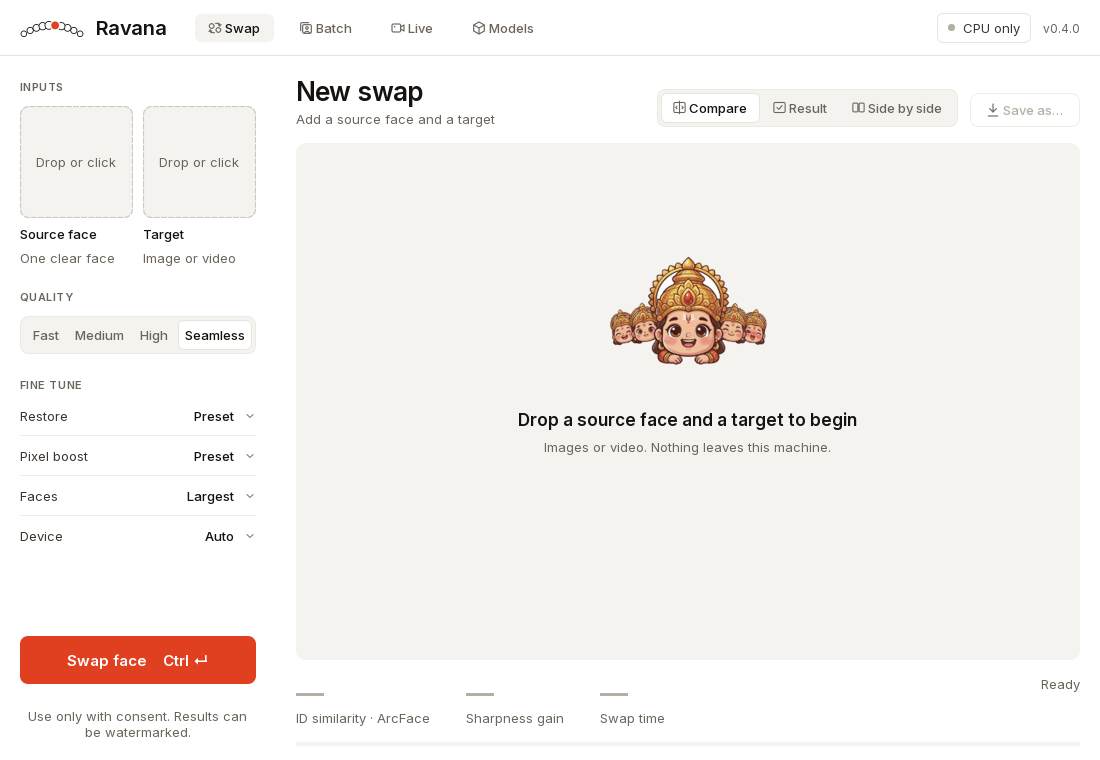 Ravana
Swap
Batch
Live
Models
CPU only
v0.4.0
INPUTS
Drop or click
Drop or click
Source face
Target
One clear face
Image or video
QUALITY
Fast
Medium
High
Seamless
FINE TUNE
Restore
Preset
Pixel boost
Preset
Faces
Largest
Device
Auto
Swap face Ctrl ↵
Use only with consent. Results can
be watermarked.
New swap
Add a source face and a target
Compare
Result
Side by side
Save as…
Drop a source face and a target to begin
Images or video. Nothing leaves this machine.
Ready
ID similarity · ArcFace
Sharpness gain
Swap time